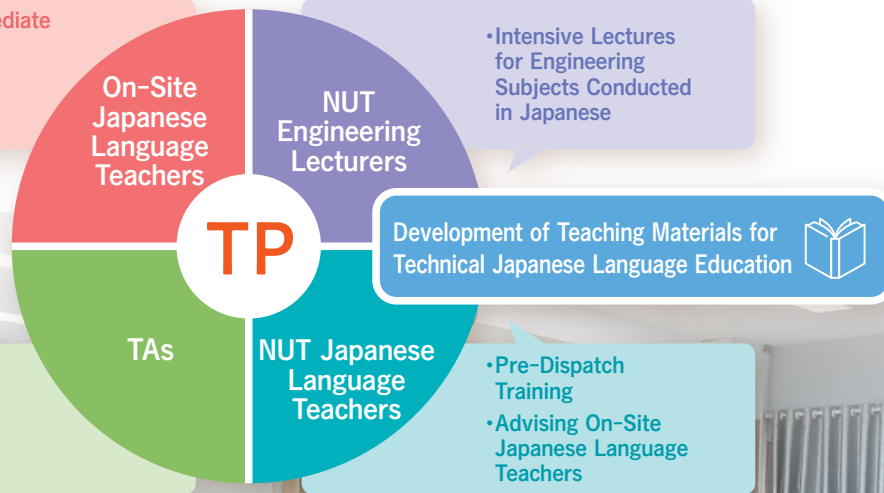 On-Site
Japanese
Language
Teachers
NUT
Engineering
Lecturers
・Intensive Lectures
for Engineering
Subjects Conducted
in Japanese
TP
Development of Teaching Materials for
Technical Japanese Language Education
TAs
NUT Japanese
Language
Teachers
・Pre-Dispatch
Training
・Advising On-Site
Japanese Language
Teachers